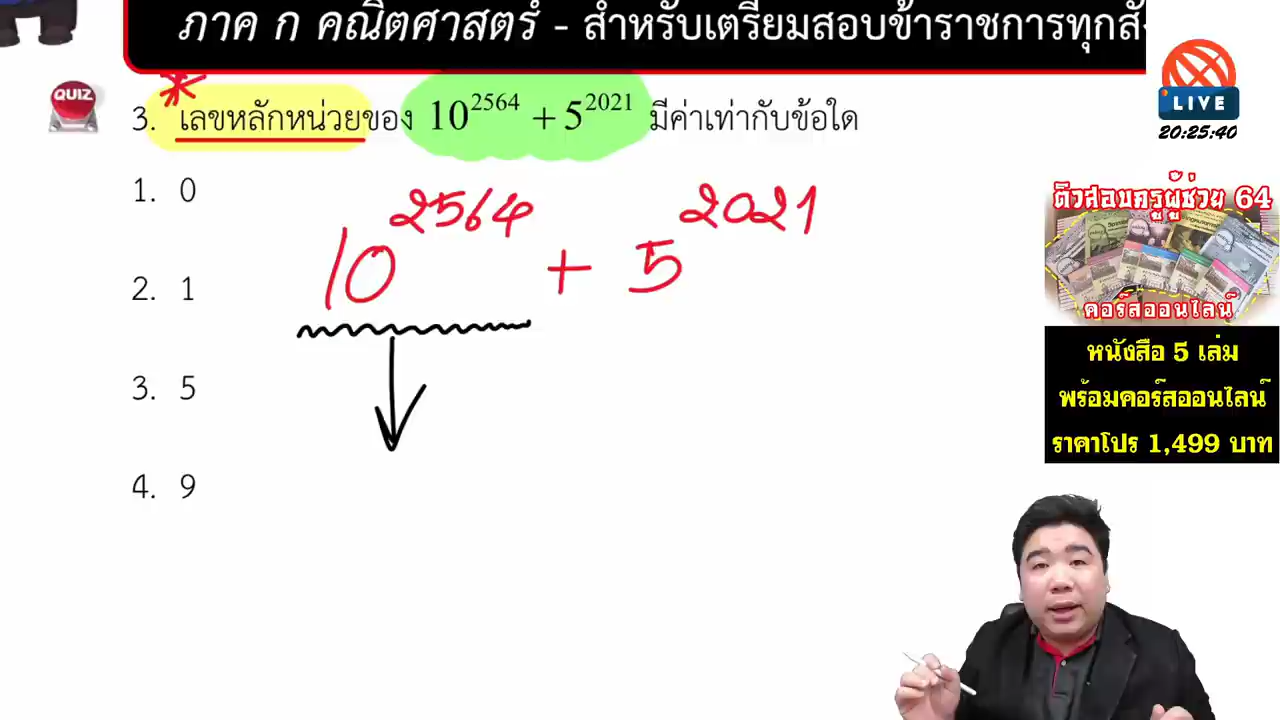 ภาค ก คณิตศาสตร์ - สำหรับเตรียมสอบข้าราชการทุกสั
QUIZ
3. เลขหลักหน่วยของ 10^2564 + 5^2021 มีค่าเท่ากับข้อใด
LIVE
20:25:40
1. 0
2. 1
3. 5
4. 9
10^2564 + 5^2021
ติวสอบครูผู้ช่วย 64
คอร์สออนไลน์
หนังสือ 5 เล่ม
พร้อมคอร์สออนไลน์
ราคาโปร 1,499 บาท